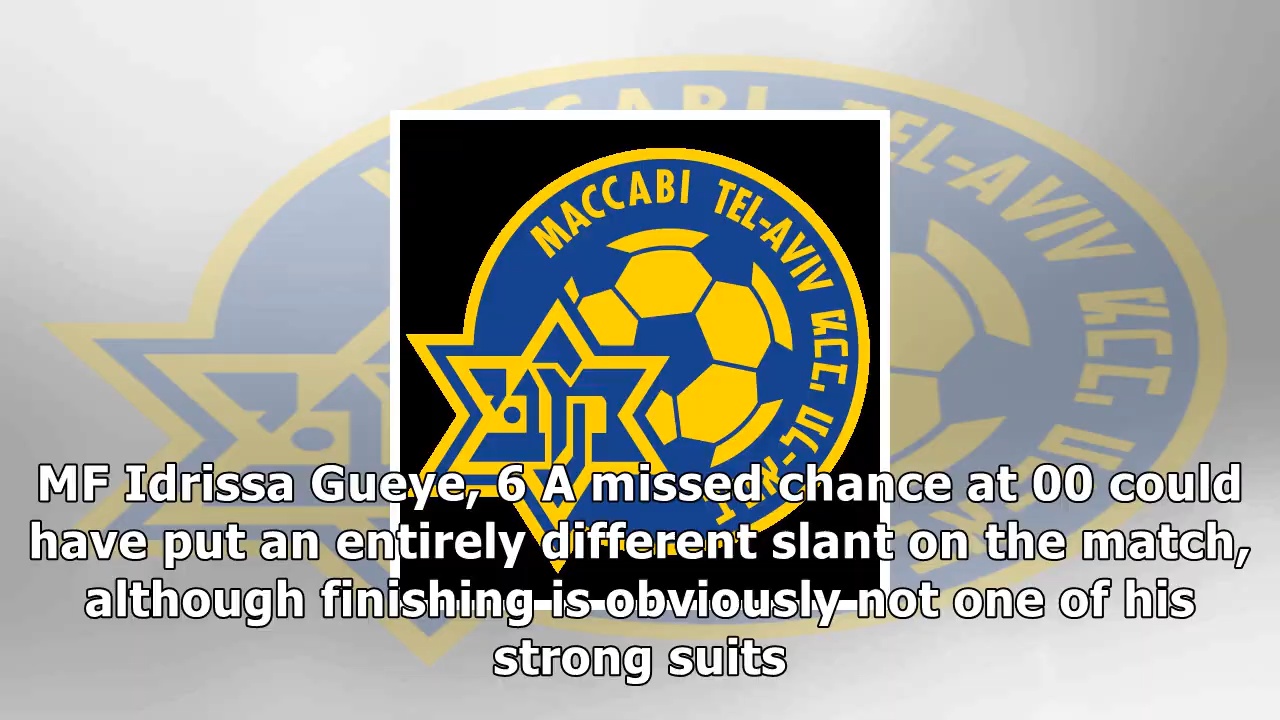 MACCABI TEL-AVIV
MF Idrissa Gueye, 6 A missed chance at 00 could
have put an entirely different slant on the match,
although finishing is obviously not one of his
strong suits